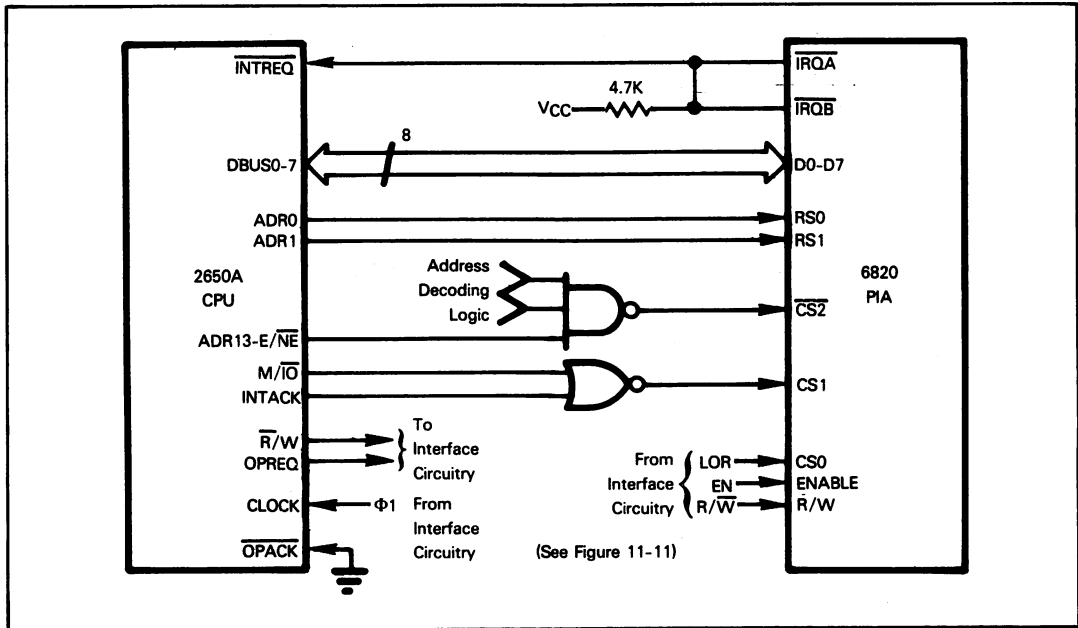 INTREQ
IRQA
4.7K
VCC
IRQB
8
DBUS0-7
D0-D7
ADR0
RS0
ADR1
RS1
2650A
CPU
Address
Decoding
Logic
6820
PIA
CS2
ADR13-E/NE
M/IO
INTACK
CS1
R/W
OPREQ
To
Interface
Circuitry
From
Interface
Circuitry
LOR
EN
R/W
CS0
ENABLE
R/W
CLOCK
Φ1
From
Interface
Circuitry
OPACK
(See Figure 11-11)